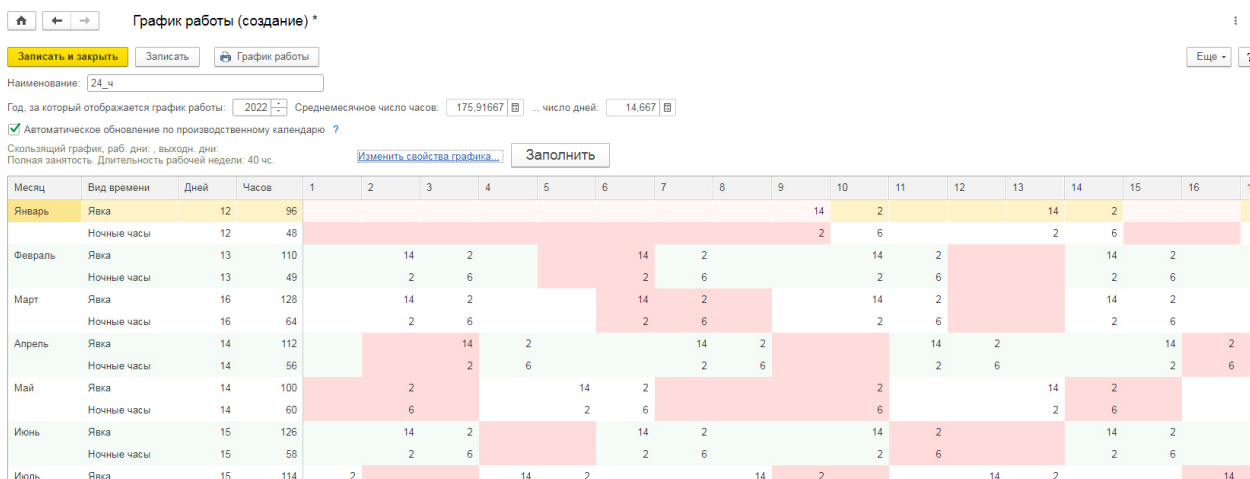 График работы (создание) *
Записать и закрыть Записать График работы Еще ?
Наименование: 24_ч
Год, за который отображается график работы: 2022 Среднемесячное число часов: 175,91667 ... число дней: 14,667
Автоматическое обновление по производственному календарю ?
Скользящий график, раб. дни: , выходн. дни:
Полная занятость. Длительность рабочей недели: 40 чс.
Изменить свойства графика... Заполнить
Месяц Вид времени Дней Часов 1 2 3 4 5 6 7 8 9 10 11 12 13 14 15 16
Январь Явка 12 96 14 2 14 2
Ночные часы 12 48 2 6 2 6
Февраль Явка 13 110 14 2 14 2 14 2 14 2
Ночные часы 13 49 2 6 2 6 2 6 2 6
Март Явка 16 128 14 2 14 2 14 2 14 2
Ночные часы 16 64 2 6 2 6 2 6 2 6
Апрель Явка 14 112 14 2 14 2 14 2 14 2
Ночные часы 14 56 2 6 2 6 2 6 2 6
Май Явка 14 100 2 14 2 2 14 2
Ночные часы 14 60 6 2 6 6 2 6
Июнь Явка 15 126 14 2 14 2 14 2 14 2
Ночные часы 15 58 2 6 2 6 2 6 2 6
Июль Явка 15 114 2 14 2 14 2 14 2 14